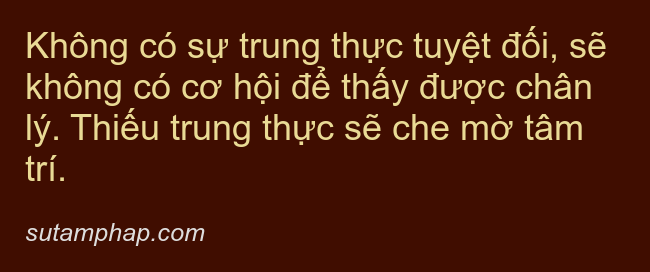 Không có sự trung thực tuyệt đối, sẽ
không có cơ hội để thấy được chân
lý. Thiếu trung thực sẽ che mờ tâm
trí.
sutamphap.com